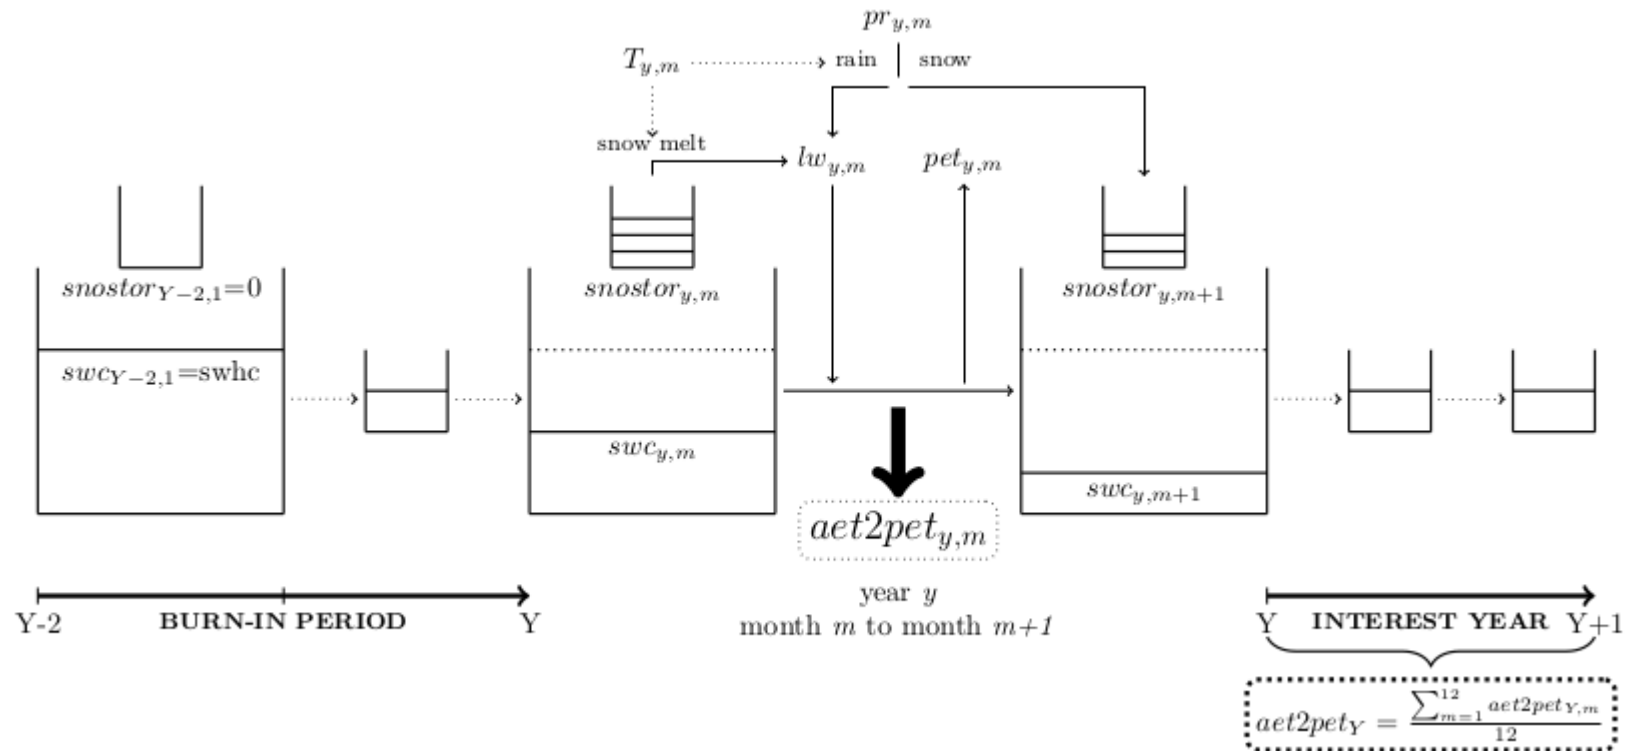 pr_{y,m}
T_{y,m} rain snow
snow melt
lw_{y,m} pet_{y,m}
snostor_{Y−2,1}=0 snostor_{y,m} snostor_{y,m+1}
swc_{Y−2,1}=swhc
swc_{y,m}
swc_{y,m+1}
aet2pet_{y,m}
year y
month m to month m+1
Y-2 BURN-IN PERIOD Y
Y INTEREST YEAR Y+1
aet2pet_Y = \frac{\sum_{m=1}^{12} aet2pet_{Y,m}}{12}